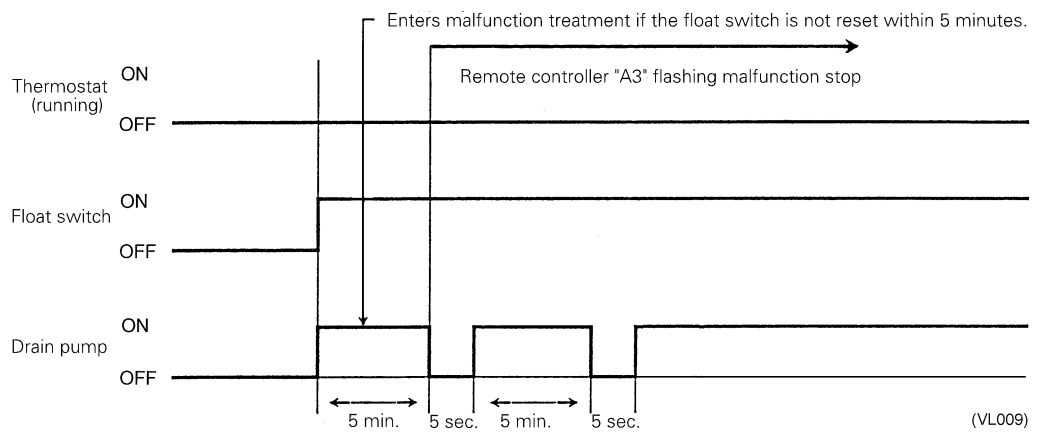 Enters malfunction treatment if the float switch is not reset within 5 minutes.
Remote controller "A3" flashing malfunction stop
Thermostat
(running)
ON
OFF
Float switch
ON
OFF
Drain pump
ON
OFF
5 min.
5 sec.
5 min.
5 sec.
(VL009)